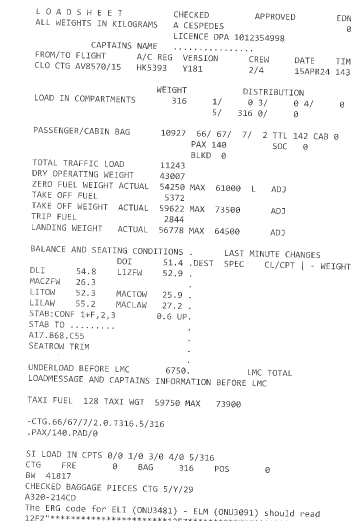 L O A D S H E E T CHECKED APPROVED EDN
ALL WEIGHTS IN KILOGRAMS A CESPEDES 0
LICENCE DPA 1012354998
CAPTAINS NAME ................
FROM/TO FLIGHT A/C REG VERSION CREW DATE TIM
CLO CTG AV8570/15 HK5393 Y181 2/4 15APR24 143
WEIGHT DISTRIBUTION
LOAD IN COMPARTMENTS 316 1/ 0 3/ 0 4/ 0
5/ 316 0/ 0
PASSENGER/CABIN BAG 10927 66/ 67/ 7/ 2 TTL 142 CAB 0
PAX 140 SOC 0
BLKD 0
TOTAL TRAFFIC LOAD 11243
DRY OPERATING WEIGHT 43007
ZERO FUEL WEIGHT ACTUAL 54250 MAX 61000 L ADJ
TAKE OFF FUEL 5372
TAKE OFF WEIGHT ACTUAL 59622 MAX 73500 ADJ
TRIP FUEL 2844
LANDING WEIGHT ACTUAL 56778 MAX 64500 ADJ
BALANCE AND SEATING CONDITIONS . LAST MINUTE CHANGES
DOI 51.4 .DEST SPEC CL/CPT | - WEIGHT
DLI 54.8 LIZFW 52.9 .
MACZFW 26.3 .
LITOW 52.3 MACTOW 25.9 .
LILAW 55.2 MACLAW 27.2 .
STAB:CONF 1+F,2,3 0.6 UP.
STAB TO ......... .
A17.B68.C55 .
SEATROW TRIM .
UNDERLOAD BEFORE LMC 6750. LMC TOTAL
LOADMESSAGE AND CAPTAINS INFORMATION BEFORE LMC
TAXI FUEL 128 TAXI WGT 59750 MAX 73900
-CTG.66/67/7/2.0.T316.5/316
.PAX/140.PAD/0
SI LOAD IN CPTS 0/0 1/0 3/0 4/0 5/316
CTG FRE 0 BAG 316 POS 0
BW 41817
CHECKED BAGGAGE PIECES CTG 5/Y/29
A320-214CD
The ERG code for ELI (ONU3481) - ELM (ONU3091) should read